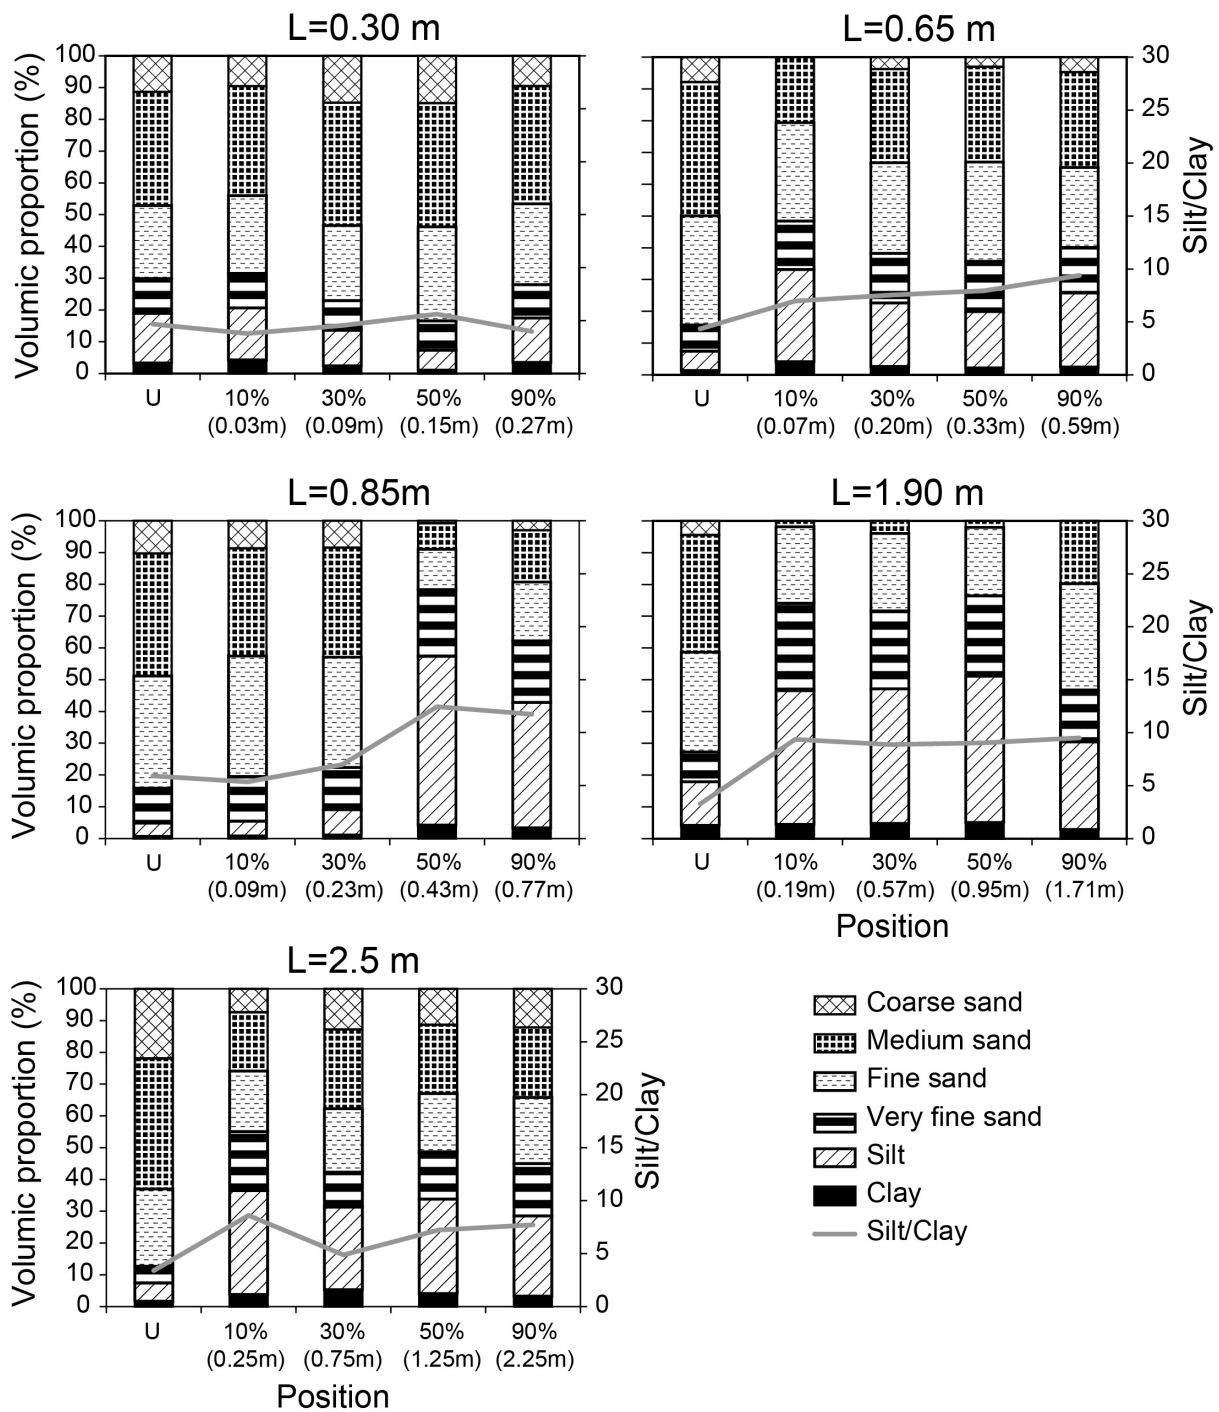 L=0.30 m
L=0.65 m
Volumic proportion (%)
100
90
80
70
60
50
40
30
20
10
0
U 10% 30% 50% 90%
(0.03m) (0.09m) (0.15m) (0.27m)
30
25
20
15
10
5
0
Silt/Clay
U 10% 30% 50% 90%
(0.07m) (0.20m) (0.33m) (0.59m)
L=0.85m
L=1.90 m
Volumic proportion (%)
100
90
80
70
60
50
40
30
20
10
0
U 10% 30% 50% 90%
(0.09m) (0.23m) (0.43m) (0.77m)
30
25
20
15
10
5
0
Silt/Clay
U 10% 30% 50% 90%
(0.19m) (0.57m) (0.95m) (1.71m)
Position
L=2.5 m
Volumic proportion (%)
100
90
80
70
60
50
40
30
20
10
0
30
25
20
15
10
5
0
Silt/Clay
U 10% 30% 50% 90%
(0.25m) (0.75m) (1.25m) (2.25m)
Position
Coarse sand
Medium sand
Fine sand
Very fine sand
Silt
Clay
Silt/Clay